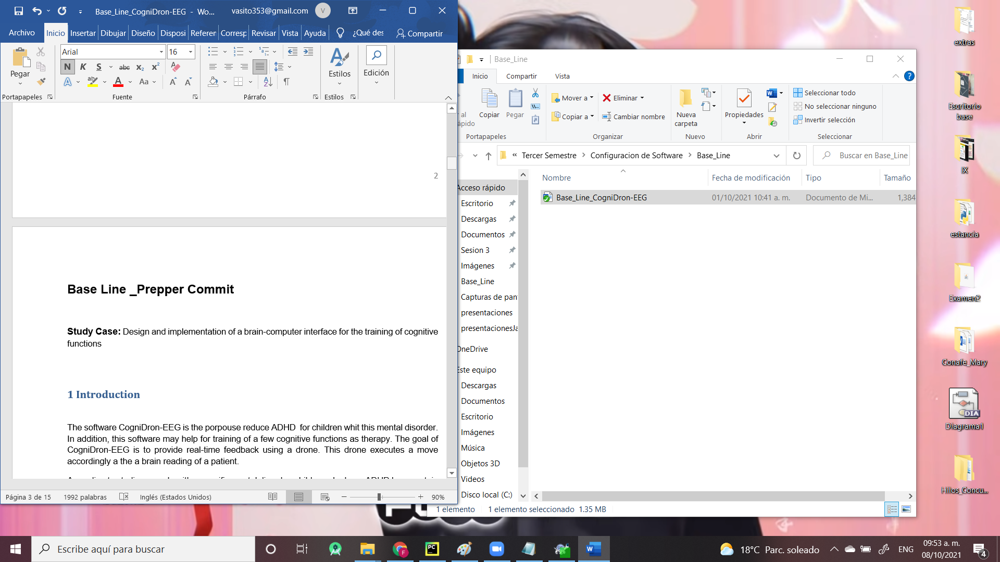 Base_Line_CogniDron-EEG - Wo...
vasito353@gmail.com
V
Archivo
Inicio
Insertar
Dibujar
Diseño
Disposi
Referen
Corresp
Revisar
Vista
Ayuda
¿Qué des
Compartir
Pegar
Arial
16
N K S abc x₂ x²
A ab A Aa A A
Estilos
Edición
Portapapeles
Fuente
Párrafo
Estilos
2
Base Line _Prepper Commit
Study Case: Design and implementation of a brain-computer interface for the training of cognitive
functions
1 Introduction
The software CogniDron-EEG is the porpouse reduce ADHD for children whit this mental disorder.
In addition, this software may help for training of a few cognitive functions as therapy. The goal of
CogniDron-EEG is to provide real-time feedback using a drone. This drone executes a move
accordingly a the a brain reading of a patient.
Página 3 de 15
1992 palabras
Inglés (Estados Unidos)
90%
Base_Line
Inicio
Compartir
Vista
al
ápido
Copiar
Pegar
Portapapeles
Mover a
Copiar a
Eliminar
Cambiar nombre
Organizar
Nueva
carpeta
Nuevo
Propiedades
Abrir
Seleccionar todo
No seleccionar ninguno
Invertir selección
Seleccionar
« Tercer Semestre > Configuracion de Software > Base_Line
Buscar en Base_Line
Nombre
Fecha de modificación
Tipo
Tamaño
Base_Line_CogniDron-EEG
01/10/2021 10:41 a. m.
Documento de Mi...
1,384
Acceso rápido
Escritorio
Descargas
Documentos
Sesion 3
Imágenes
Base_Line
Capturas de pan
presentaciones
presentacionesJa
OneDrive
Este equipo
Descargas
Documentos
Escritorio
Imágenes
Música
Objetos 3D
Videos
Disco local (C:)
1 elemento
1 elemento seleccionado 1.35 MB
extras
Escritorio
base
IX
estancia
Examen2
Conafe_Mary
DIA
Diagrama1
Hilos_Concu...
Escribe aquí para buscar
F
PC
W
18°C Parc. soleado
ENG
09:53 a. m.
08/10/2021
4